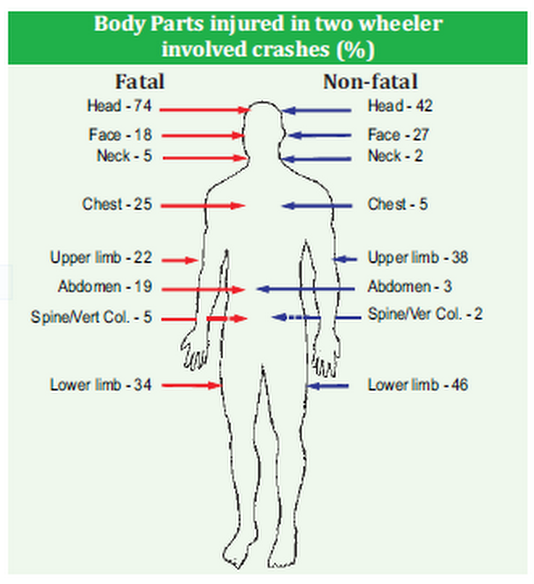 Body Parts injured in two wheeler
involved crashes (%)
Fatal
Non-fatal
Head - 74
Head - 42
Face - 18
Face - 27
Neck - 5
Neck - 2
Chest - 25
Chest - 5
Upper limb - 22
Upper limb - 38
Abdomen - 19
Abdomen - 3
Spine/Vert Col. - 5
Spine/Ver Col. - 2
Lower limb - 34
Lower limb - 46